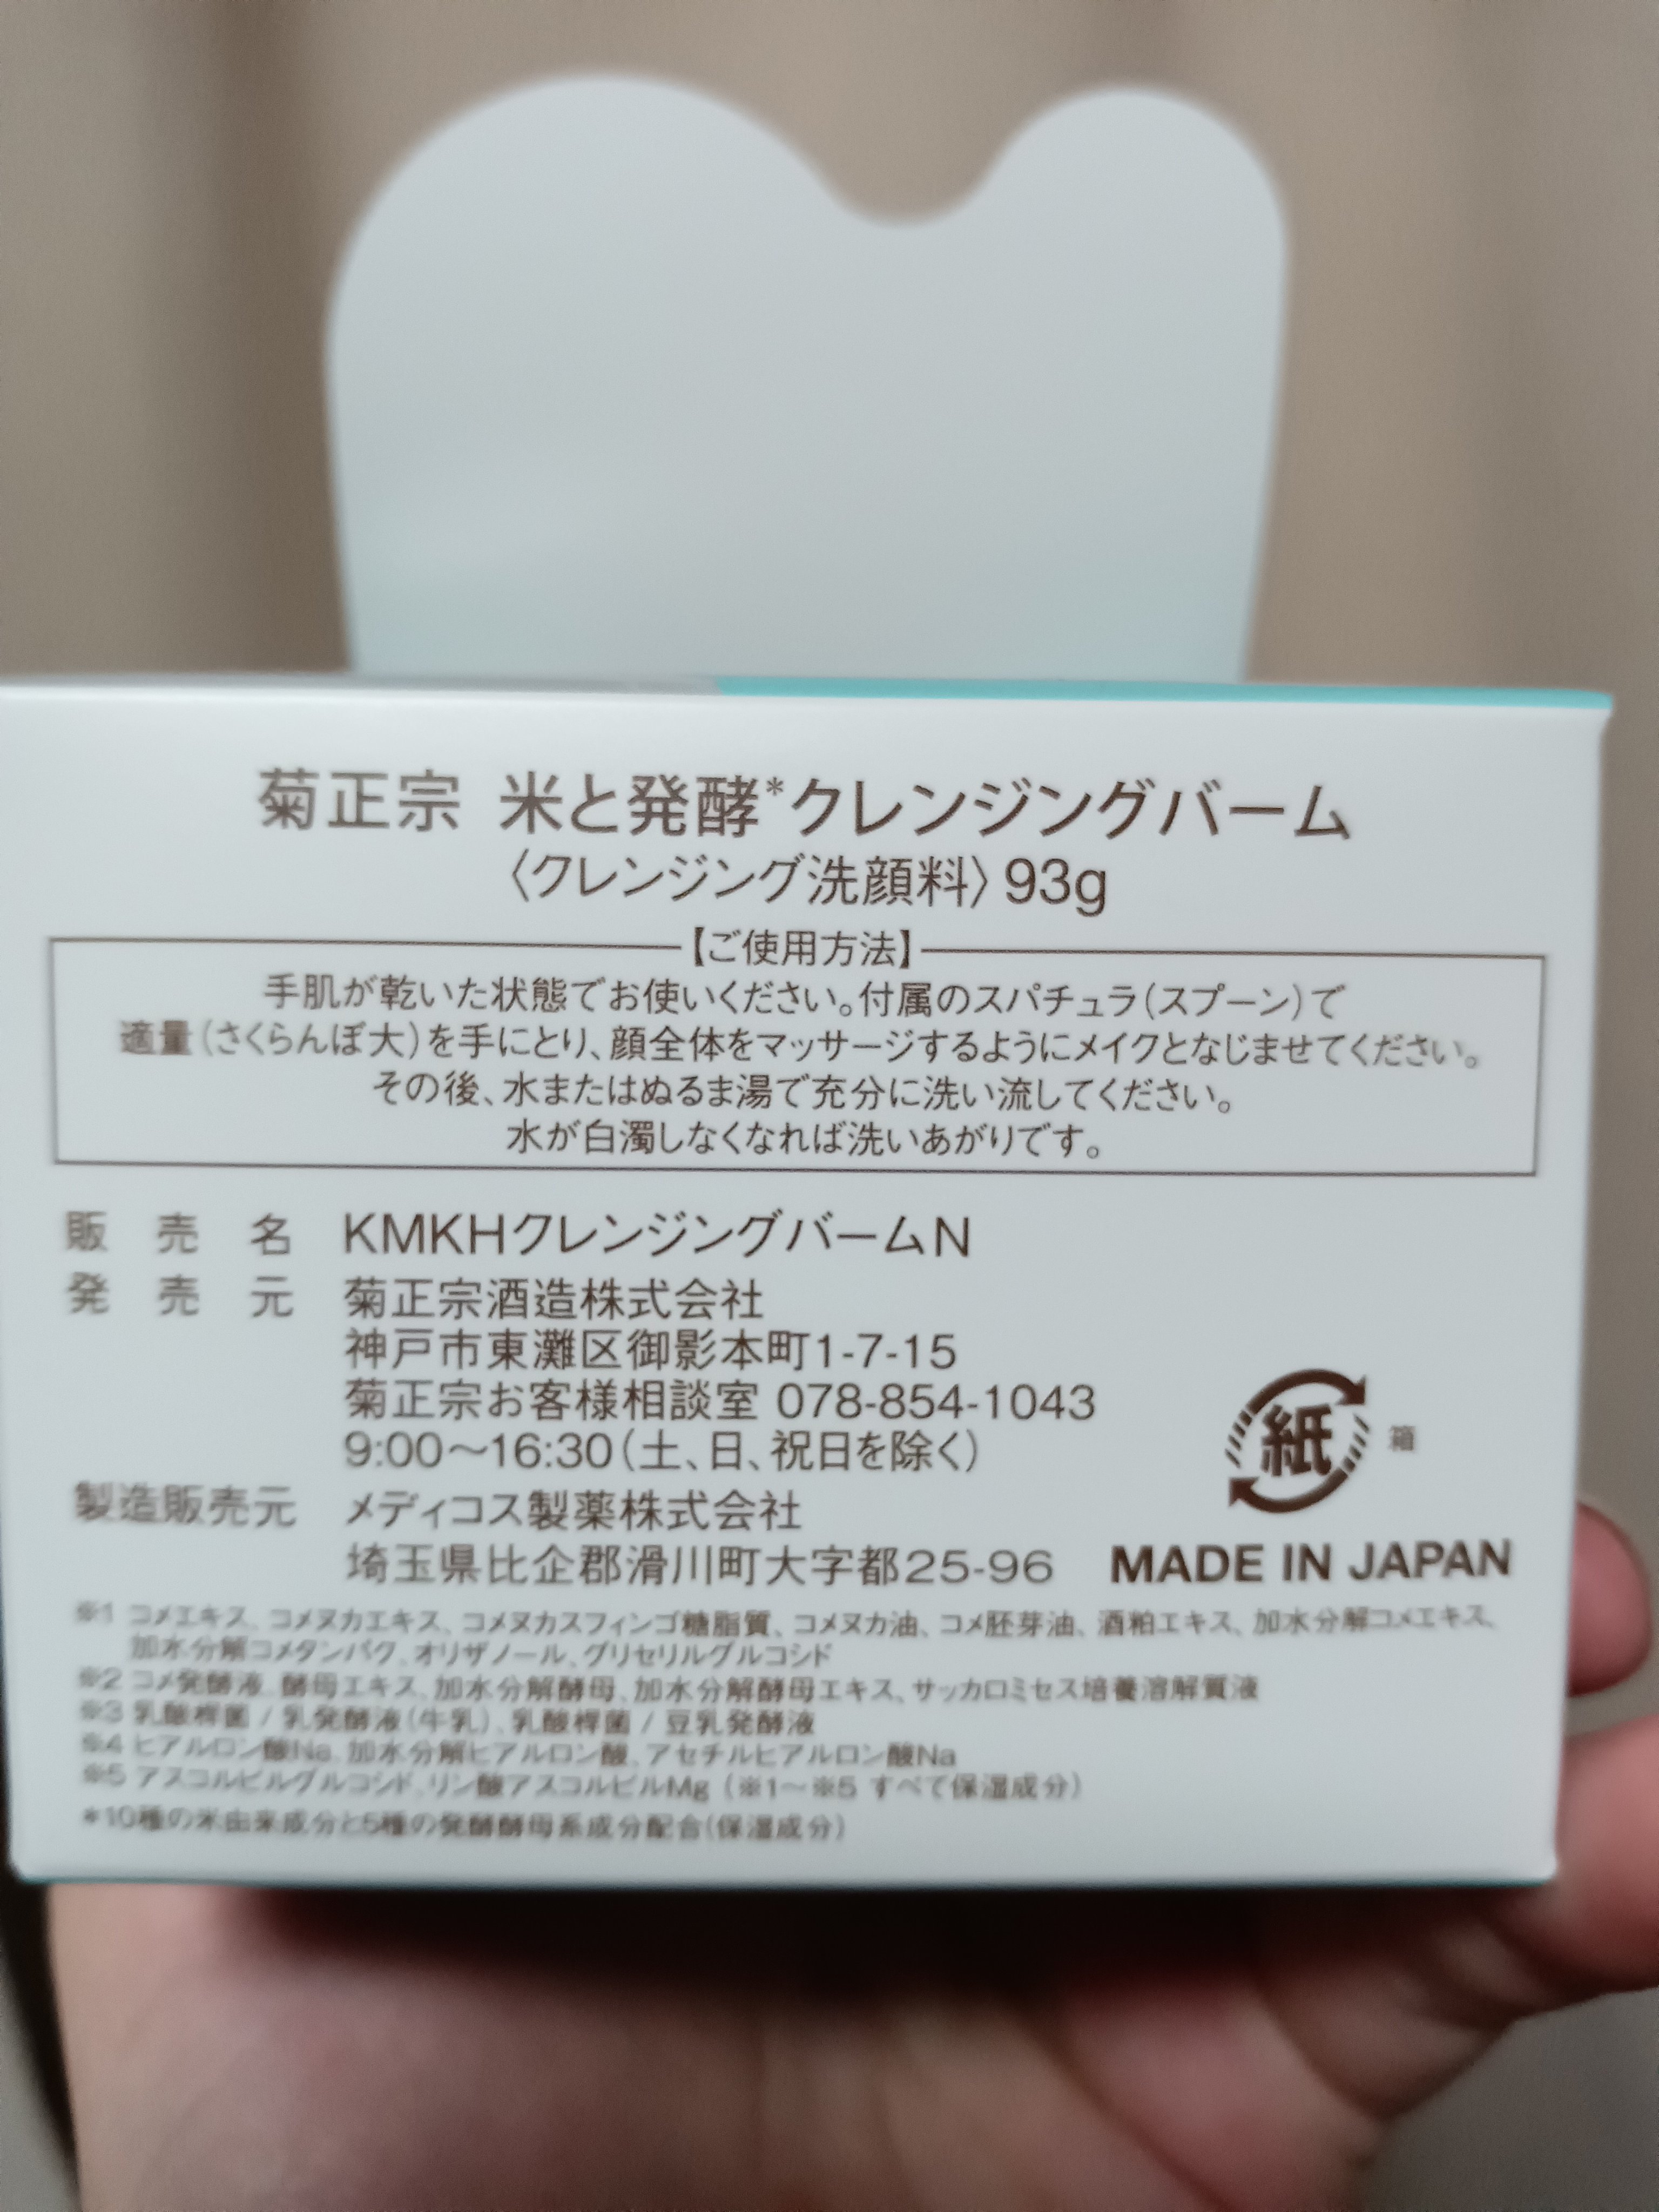 菊正宗 米と発酵*クレンジングバーム
〈クレンジング洗顔料〉93g
【ご使用方法】
手肌が乾いた状態でお使いください。付属のスパチュラ(スプーン)で
適量(さくらんぼ大)を手にとり、顔全体をマッサージするようにメイクとなじませてください。
その後、水またはぬるま湯で充分に洗い流してください。
水が白濁しなくなれば洗いあがりです。
販売名 KMKHクレンジングバームN
発売元 菊正宗酒造株式会社
神戸市東灘区御影本町1-7-15
菊正宗お客様相談室 078-854-1043
9:00～16:30(土、日、祝日を除く)
紙 箱
製造販売元 メディコス製薬株式会社
埼玉県比企郡滑川町大字都25-96
MADE IN JAPAN
※1 コメエキス、コメヌカエキス、コメヌカスフィンゴ糖脂質、コメヌカ油、コメ胚芽油、酒粕エキス、加水分解コメエキス、
加水分解コメタンパク、オリザノール、グリセリルグルコシド
※2 コメ発酵液、酵母エキス、加水分解酵母、加水分解酵母エキス、サッカロミセス培養溶解質液
※3 乳酸桿菌 / 乳発酵液(牛乳)、乳酸桿菌 / 豆乳発酵液
※4 ヒアルロン酸Na、加水分解ヒアルロン酸、アセチルヒアルロン酸Na
※5 アスコルビルグルコシド、リン酸アスコルビルMg (※1～※5 すべて保湿成分)
*10種の米由来成分と5種の発酵酵母系成分配合(保湿成分)